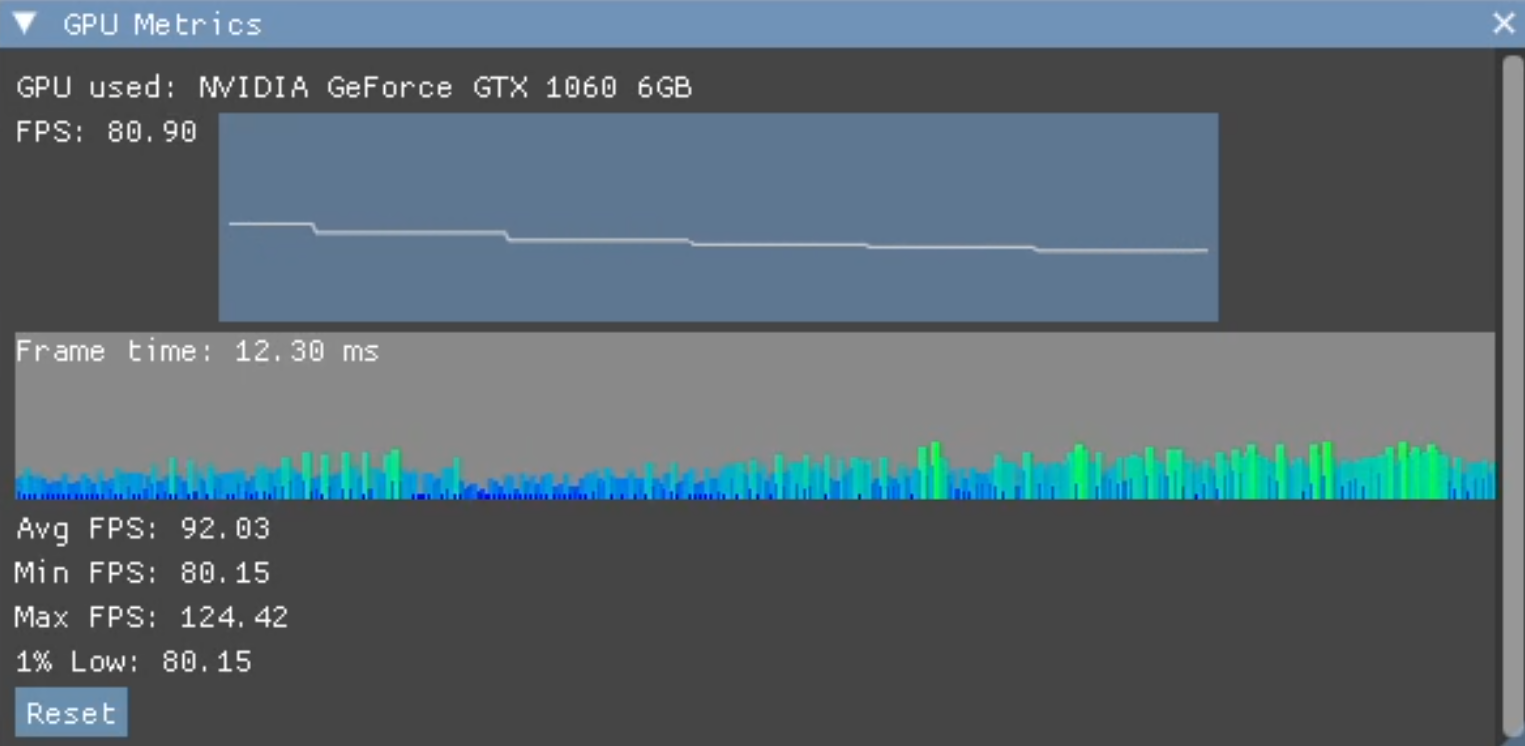 GPU Metrics
GPU used: NVIDIA GeForce GTX 1060 6GB
FPS: 80.90
Frame time: 12.30 ms
Avg FPS: 92.03
Min FPS: 80.15
Max FPS: 124.42
1% Low: 80.15
Reset